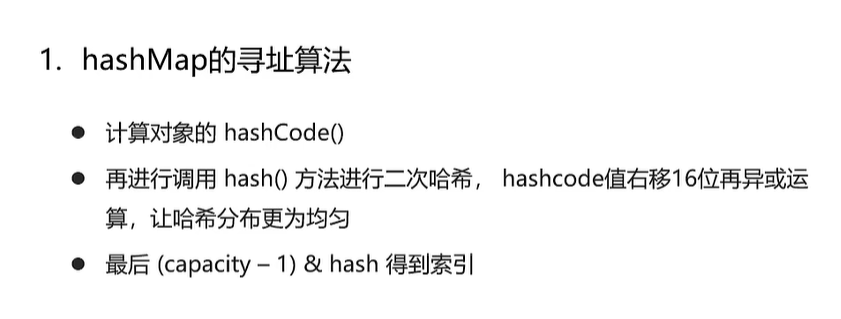 1. hashMap的寻址算法
● 计算对象的 hashCode()
● 再进行调用 hash() 方法进行二次哈希， hashcode值右移16位再异或运
算，让哈希分布更为均匀
● 最后 (capacity – 1) & hash 得到索引